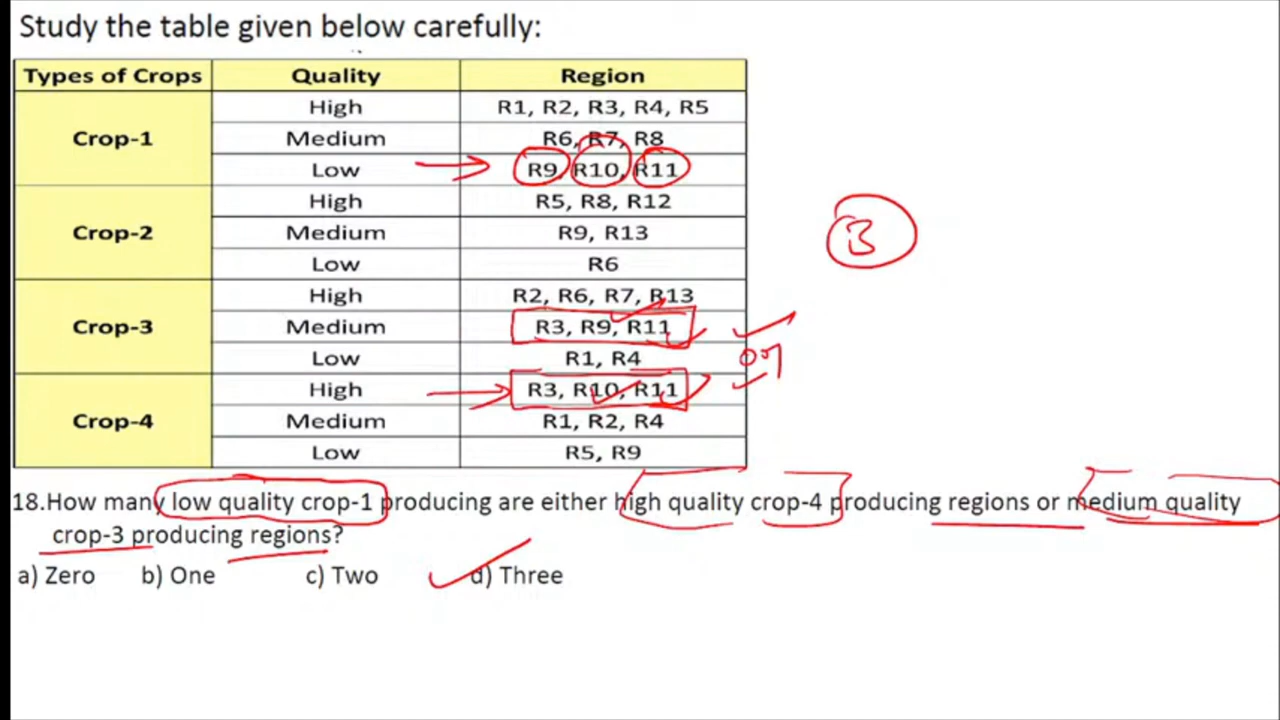 Study the table given below carefully:
Types of Crops Quality Region
Crop-1 High R1, R2, R3, R4, R5
Medium R6, R7, R8
Low R9, R10, R11
Crop-2 High R5, R8, R12
Medium R9, R13
Low R6
Crop-3 High R2, R6, R7, R13
Medium R3, R9, R11
Low R1, R4
Crop-4 High R3, R10, R11
Medium R1, R2, R4
Low R5, R9
3
or
18.How many low quality crop-1 producing are either high quality crop-4 producing regions or medium quality
crop-3 producing regions?
a) Zero b) One c) Two d) Three